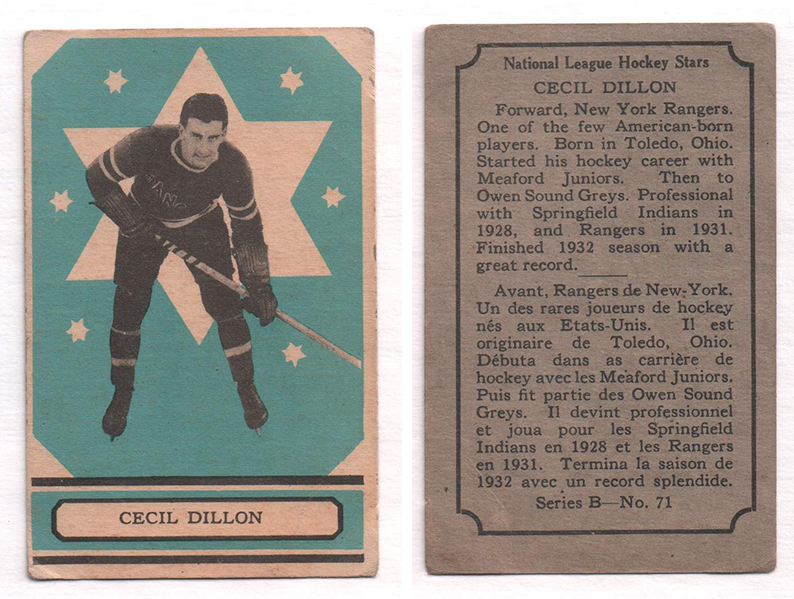 RANG
CECIL DILLON
National League Hockey Stars
CECIL DILLON
Forward, New York Rangers.
One of the few American-born
players. Born in Toledo, Ohio.
Started his hockey career with
Meaford Juniors. Then to
Owen Sound Greys. Professional
with Springfield Indians in
1928, and Rangers in 1931.
Finished 1932 season with a
great record.
Avant, Rangers de New-York.
Un des rares joueurs de hockey
nés aux Etats-Unis. Il est
originaire de Toledo, Ohio.
Débuta dans as carrière de
hockey avec les Meaford Juniors.
Puis fit partie des Owen Sound
Greys. Il devint professionnel
et joua pour les Springfield
Indians en 1928 et les Rangers
en 1931. Termina la saison de
1932 avec un record splendide.
Series B—No. 71